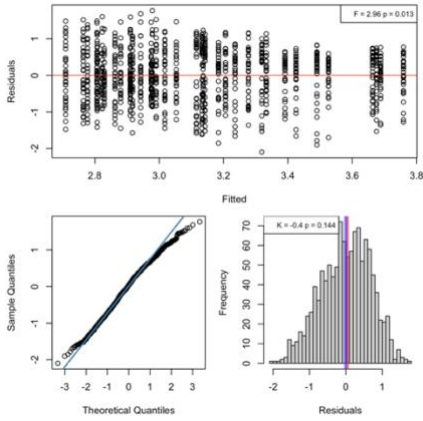 F = 2.96 p = 0.013
Residuals
1
0
-1
-2
2.8 3.0 3.2 3.4 3.6 3.8
Fitted
Sample Quantiles
1
0
-1
-2
-3 -2 -1 0 1 2 3
Theoretical Quantiles
K = -0.4 p = 0.144
Frequency
70
60
50
40
30
20
10
0
-2 -1 0 1
Residuals